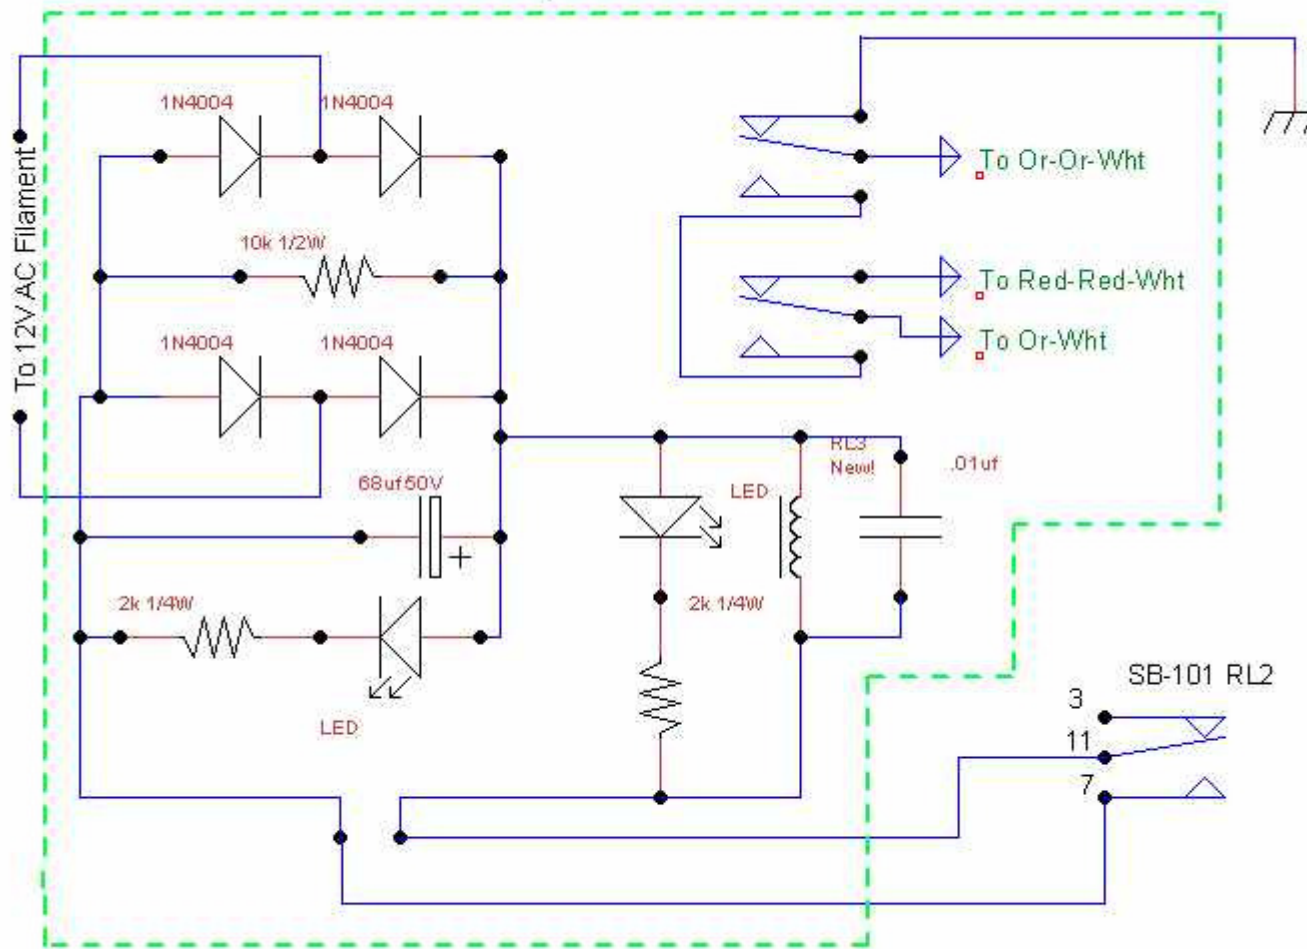 1N4004
1N4004
To Or-Or-Wht
To 12V AC Filament
10k 1/2W
To Red-Red-Wht
1N4004
1N4004
To Or-Wht
RL3
New!
.01uf
68uf50V
LED
+
2k 1/4W
2k 1/4W
SB-101 RL2
LED
3
11
7